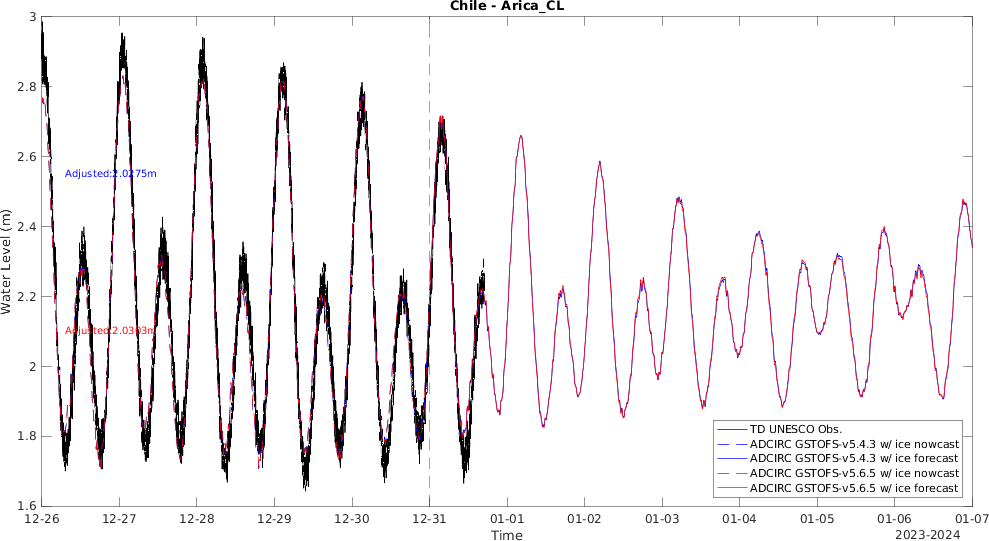 Chile - Arica_CL
3
2.8
2.6
2.4
2.2
2
1.8
1.6
Water Level (m)
Adjusted:2.0275m
Adjusted:2.0303m
TD UNESCO Obs.
ADCIRC GSTOFS-v5.4.3 w/ ice nowcast
ADCIRC GSTOFS-v5.4.3 w/ ice forecast
ADCIRC GSTOFS-v5.6.5 w/ ice nowcast
ADCIRC GSTOFS-v5.6.5 w/ ice forecast
12-26 12-27 12-28 12-29 12-30 12-31 01-01 01-02 01-03 01-04 01-05 01-06 01-07
Time
2023-2024